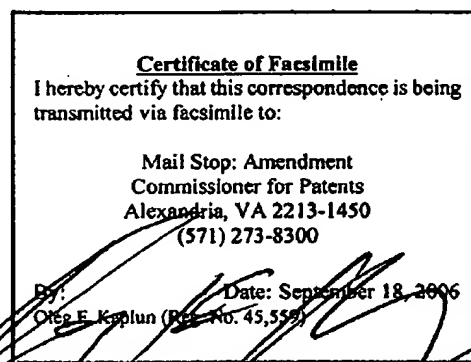 Certificate of Facsimile
I hereby certify that this correspondence is being
transmitted via facsimile to:
Mail Stop: Amendment
Commissioner for Patents
Alexandria, VA 2213-1450
(571) 273-8300
By: Date: September 18, 2006
Oleg F. Kaplun (Reg. No. 45,559)